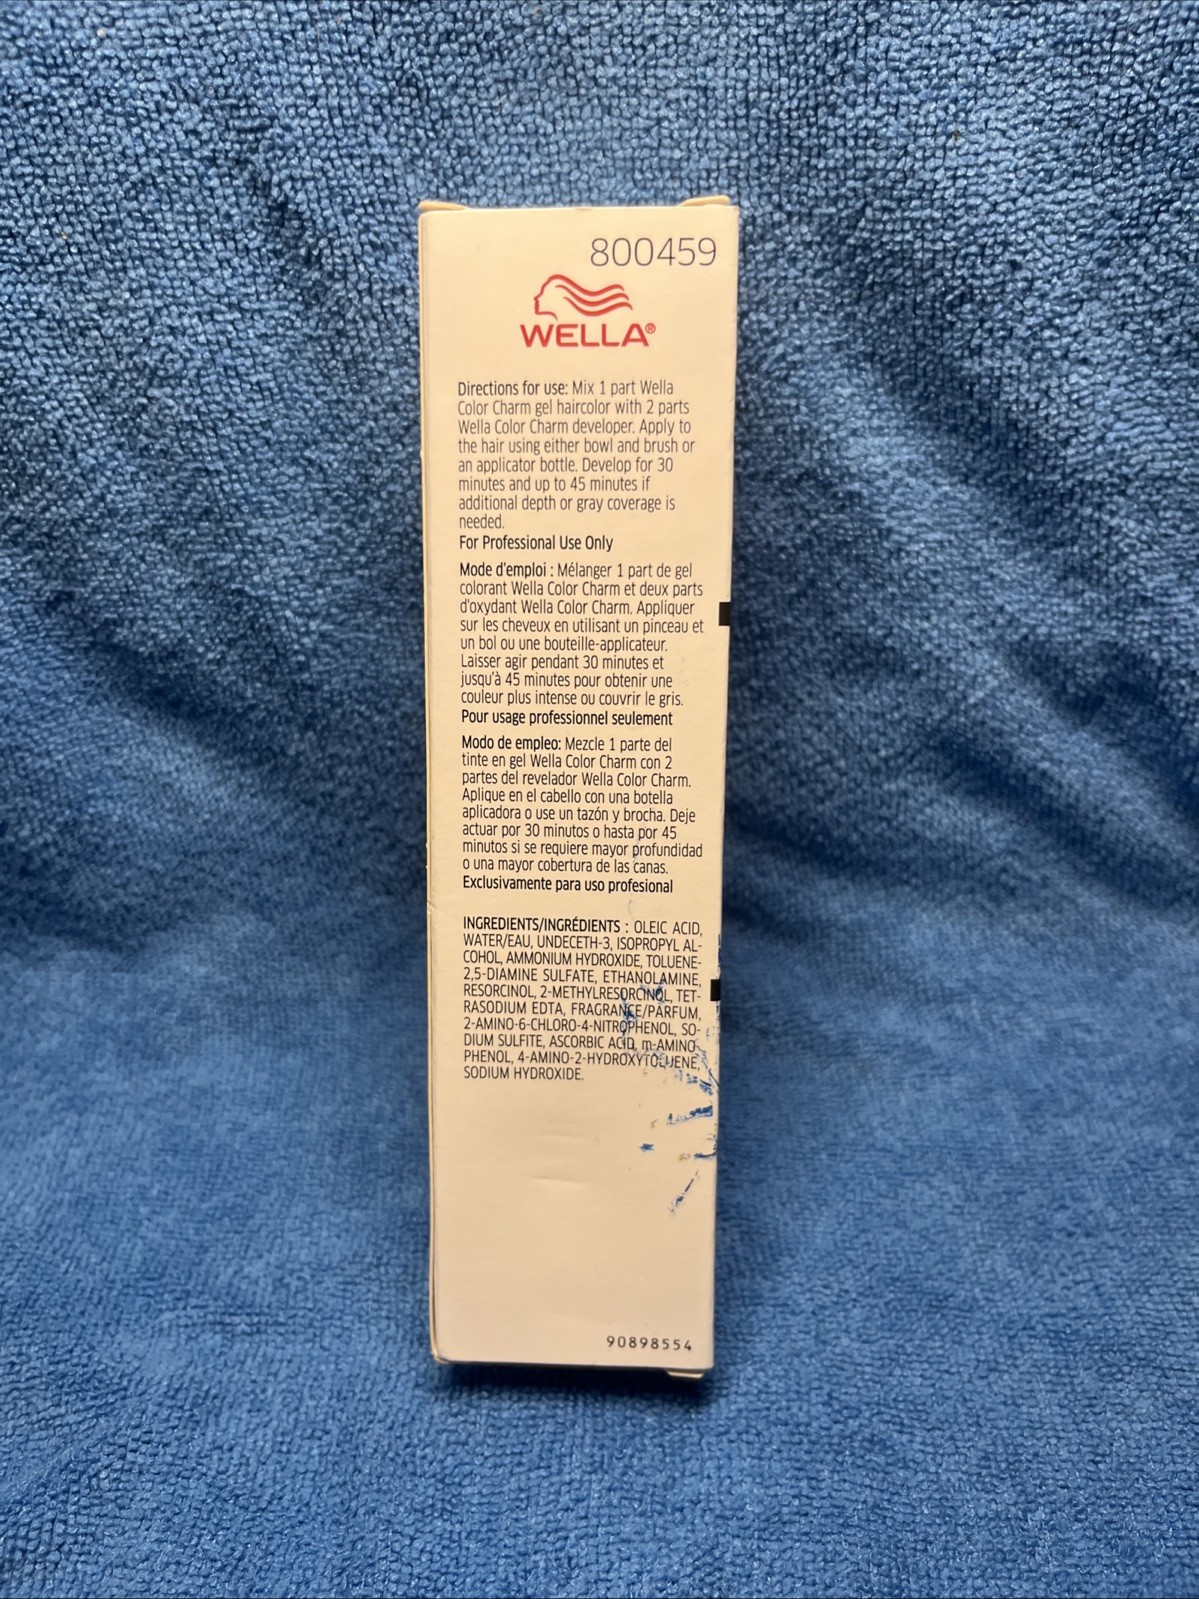 800459
WELLA®
Directions for use: Mix 1 part Wella
Color Charm gel haircolor with 2 parts
Wella Color Charm developer. Apply to
the hair using either bowl and brush or
an applicator bottle. Develop for 30
minutes and up to 45 minutes if
additional depth or gray coverage is
needed.
For Professional Use Only
Mode d'emploi : Mélanger 1 part de gel
colorant Wella Color Charm et deux parts
d'oxydant Wella Color Charm. Appliquer
sur les cheveux en utilisant un pinceau et
un bol ou une bouteille-applicateur.
Laisser agir pendant 30 minutes et
jusqu'à 45 minutes pour obtenir une
couleur plus intense ou couvrir le gris.
Pour usage professionnel seulement
Modo de empleo: Mezcle 1 parte del
tinte en gel Wella Color Charm con 2
partes del revelador Wella Color Charm.
Aplique en el cabello con una botella
aplicadora o use un tazón y brocha. Deje
actuar por 30 minutos o hasta por 45
minutos si se requiere mayor profundidad
o una mayor cobertura de las canas.
Exclusivamente para uso profesional
INGREDIENTS/INGRÉDIENTS : OLEIC ACID,
WATER/EAU, UNDECETH-3, ISOPROPYL AL-
COHOL, AMMONIUM HYDROXIDE, TOLUENE-
2,5-DIAMINE SULFATE, ETHANOLAMINE,
RESORCINOL, 2-METHYLRESORCINOL, TET-
RASODIUM EDTA, FRAGRANCE/PARFUM,
2-AMINO-6-CHLORO-4-NITROPHENOL, SO-
DIUM SULFITE, ASCORBIC ACID, m-AMINO-
PHENOL, 4-AMINO-2-HYDROXYTOLUENE,
SODIUM HYDROXIDE.
90898554